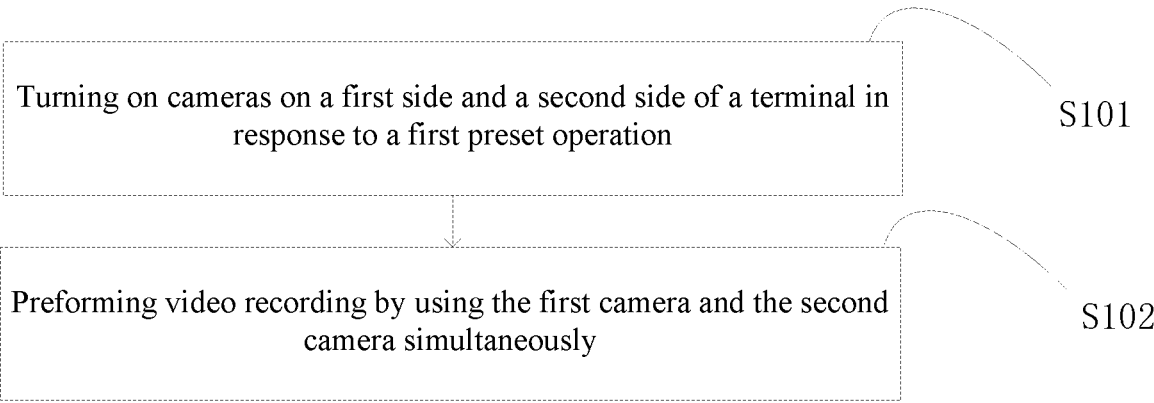 Turning on cameras on a first side and a second side of a terminal in
response to a first preset operation
S101
Preforming video recording by using the first camera and the second
camera simultaneously
S102